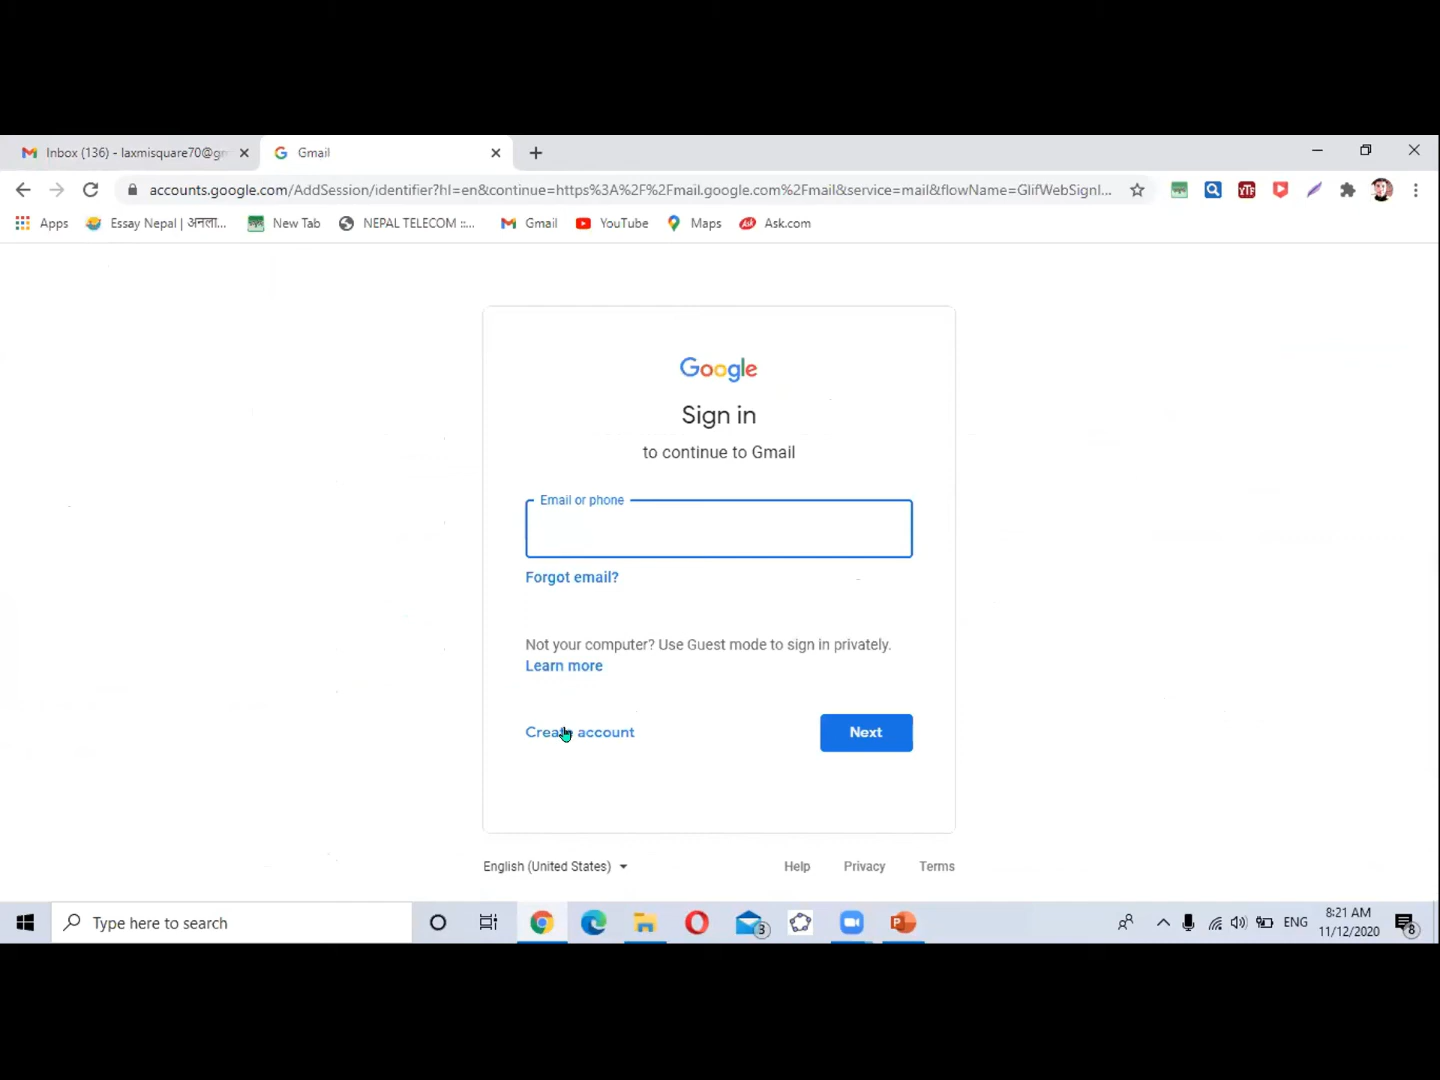 Inbox (136) - laxmisquare70@gm
Gmail
accounts.google.com/AddSession/identifier?hl=en&continue=https%3A%2F%2Fmail.google.com%2Fmail&service=mail&flowName=GlifWebSignI...
Apps
Essay Nepal | अनला...
New Tab
NEPAL TELECOM ::...
Gmail
YouTube
Maps
Ask.com
Google
Sign in
to continue to Gmail
Email or phone
Forgot email?
Not your computer? Use Guest mode to sign in privately.
Learn more
Create account
Next
English (United States)
Help
Privacy
Terms
Type here to search
3
ENG
8:21 AM
11/12/2020
8